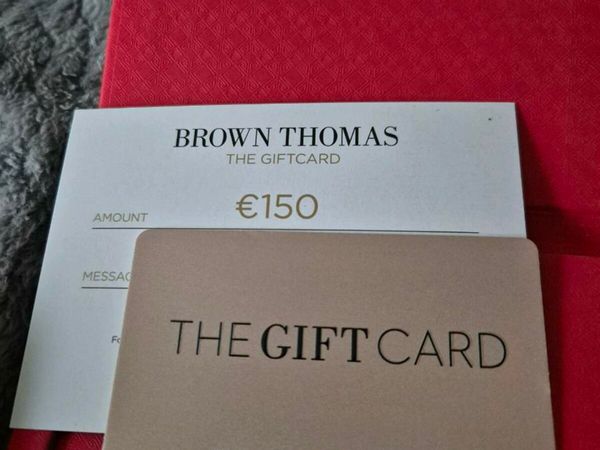 BROWN THOMAS
THE GIFTCARD
AMOUNT €150
THE GIFT CARD